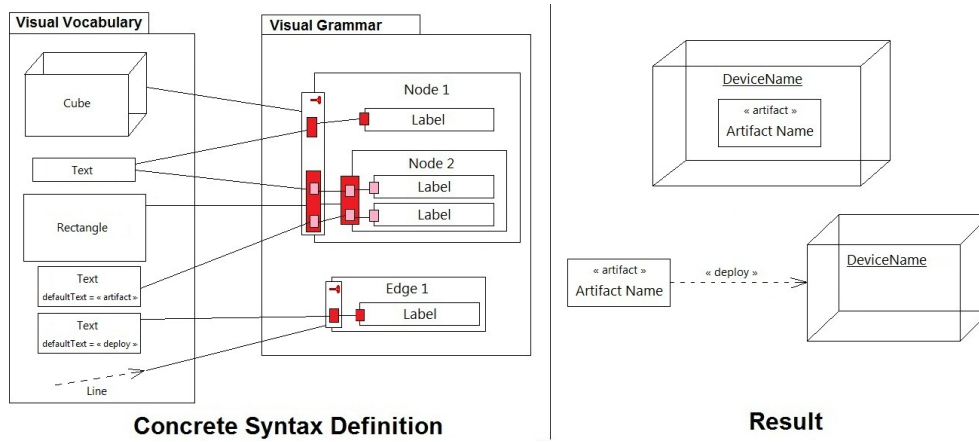 Visual Vocabulary
Cube
Text
Rectangle
Text
defaultText = « artifact »
Text
defaultText = « deploy »
Line
Visual Grammar
Node 1
Label
Node 2
Label
Label
Edge 1
Label
Concrete Syntax Definition
DeviceName
« artifact »
Artifact Name
« artifact »
Artifact Name
« deploy »
DeviceName
Result